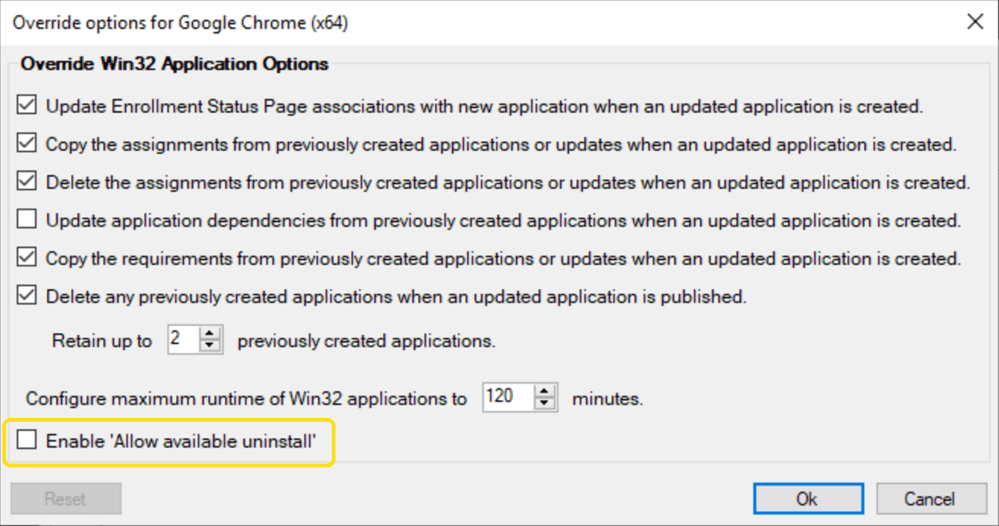 Override options for Google Chrome (x64)
Override Win32 Application Options
Update Enrollment Status Page associations with new application when an updated application is created.
Copy the assignments from previously created applications or updates when an updated application is created.
Delete the assignments from previously created applications or updates when an updated application is created.
Update application dependencies from previously created applications when an updated application is created.
Copy the requirements from previously created applications or updates when an updated application is created.
Delete any previously created applications when an updated application is published.
Retain up to 2 previously created applications.
Configure maximum runtime of Win32 applications to 120 minutes.
Enable 'Allow available uninstall'
Reset Ok Cancel